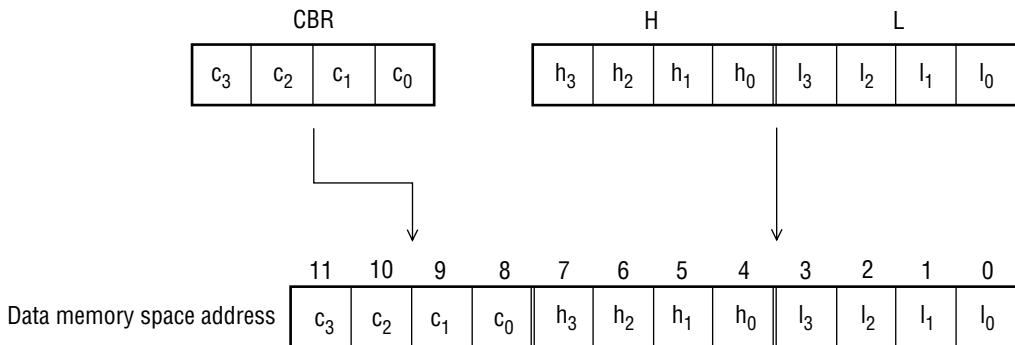 CBR H L
c3 c2 c1 c0 h3 h2 h1 h0 l3 l2 l1 l0
11 10 9 8 7 6 5 4 3 2 1 0
Data memory space address c3 c2 c1 c0 h3 h2 h1 h0 l3 l2 l1 l0